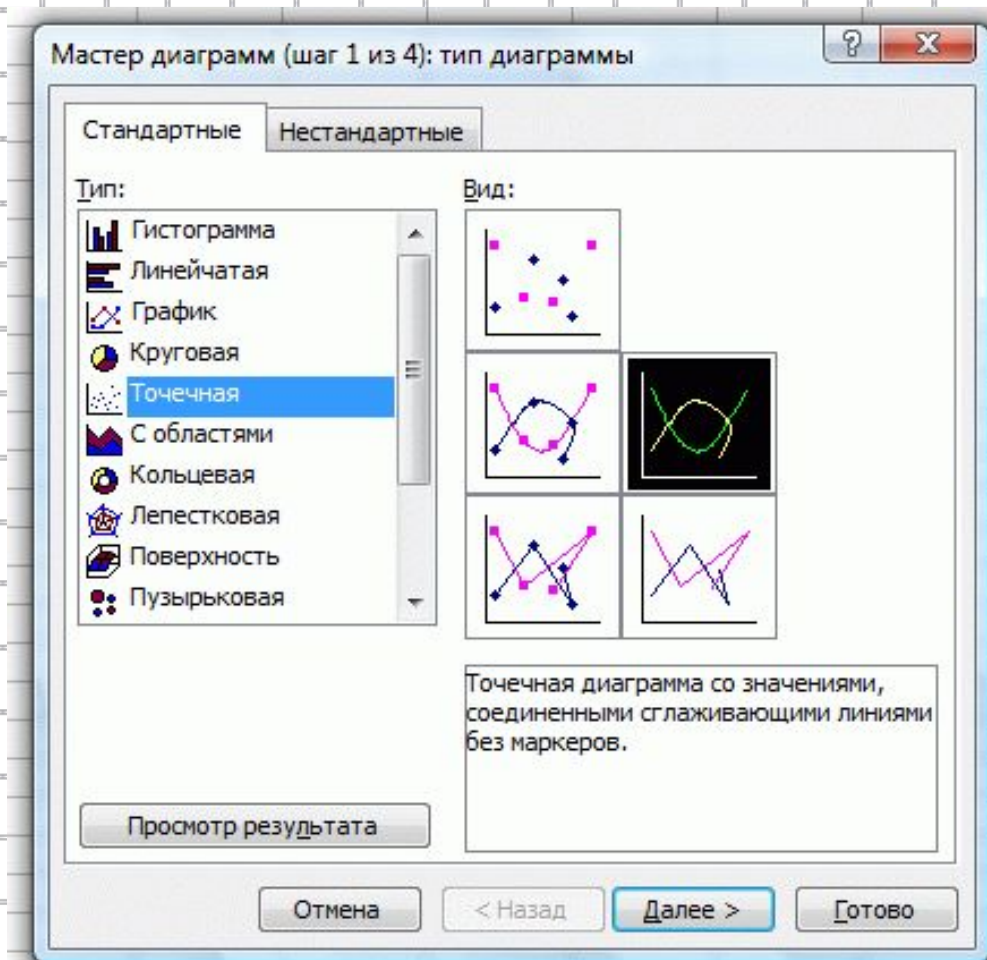 Мастер диаграмм (шаг 1 из 4): тип диаграммы
?
X
Стандартные
Нестандартные
Тип:
Вид:
Гистограмма
Линейчатая
График
Круговая
Точечная
С областями
Кольцевая
Лепестковая
Поверхность
Пузырьковая
Точечная диаграмма со значениями,
соединенными сглаживающими линиями
без маркеров.
Просмотр результата
Отмена
< Назад
Далее >
Готово